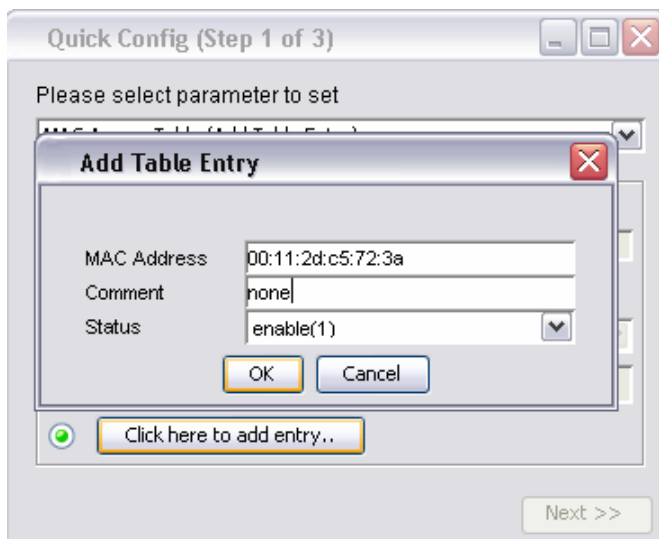 Quick Config (Step 1 of 3)
Please select parameter to set
Add Table Entry
MAC Address 00:11:2d:c5:72:3a
Comment none
Status enable(1)
OK Cancel
Click here to add entry..
Next >>